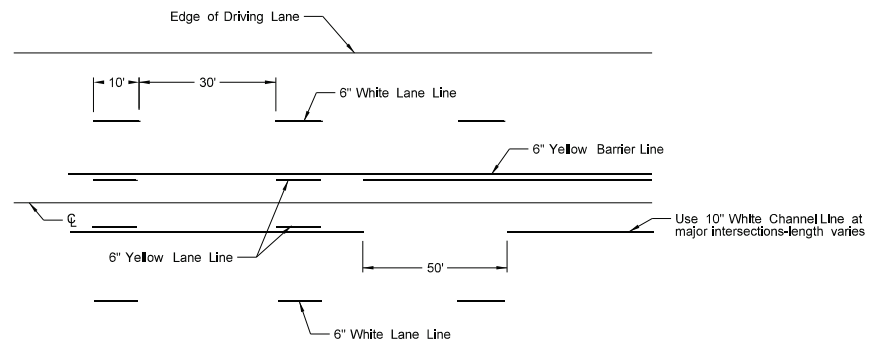 Edge of Driving Lane
10'
30'
6" White Lane Line
6" Yellow Barrier Line
℄
Use 10" White Channel Line at
major intersections-length varies
6" Yellow Lane Line
50'
6" White Lane Line